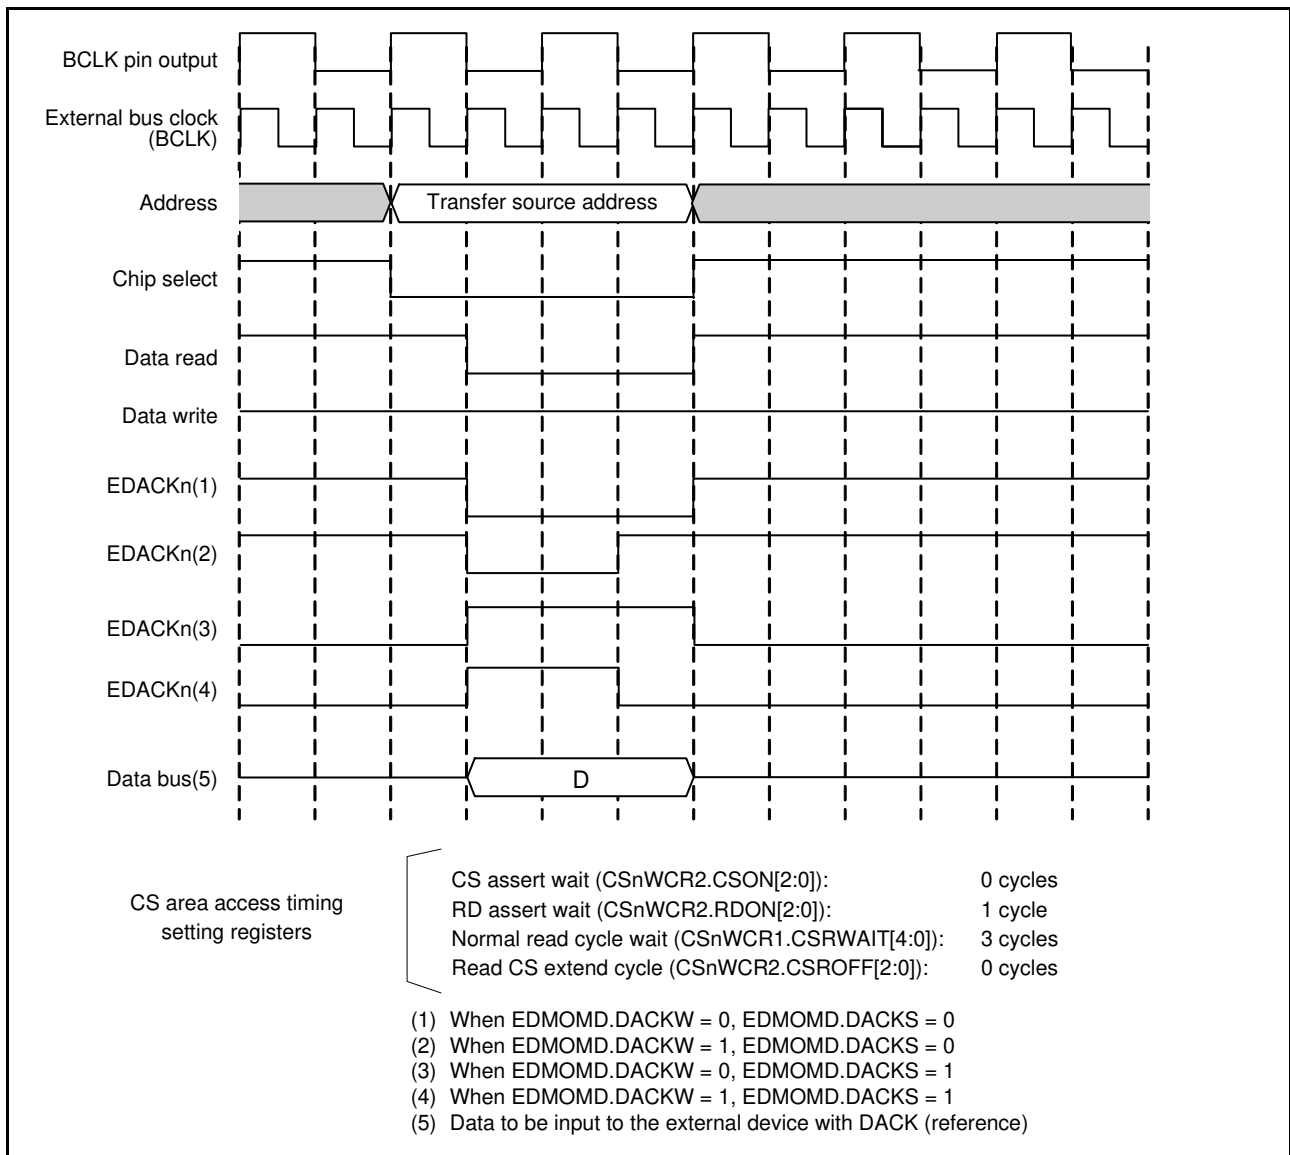 BCLK pin output
External bus clock
(BCLK)
Address
Transfer source address
Chip select
Data read
Data write
EDACKn(1)
EDACKn(2)
EDACKn(3)
EDACKn(4)
Data bus(5)
D
CS area access timing
setting registers
CS assert wait (CSnWCR2.CSON[2:0]): 0 cycles
RD assert wait (CSnWCR2.RDON[2:0]): 1 cycle
Normal read cycle wait (CSnWCR1.CSRWAIT[4:0]): 3 cycles
Read CS extend cycle (CSnWCR2.CSROFF[2:0]): 0 cycles
(1) When EDMOMD.DACKW = 0, EDMOMD.DACKS = 0
(2) When EDMOMD.DACKW = 1, EDMOMD.DACKS = 0
(3) When EDMOMD.DACKW = 0, EDMOMD.DACKS = 1
(4) When EDMOMD.DACKW = 1, EDMOMD.DACKS = 1
(5) Data to be input to the external device with DACK (reference)